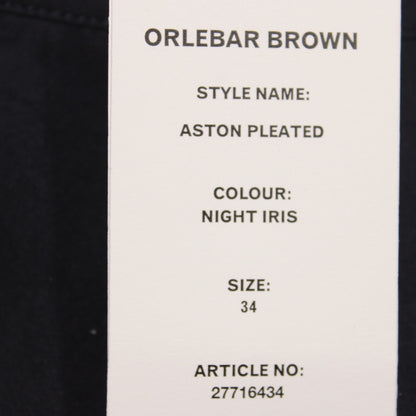 ORLEBAR BROWN
STYLE NAME:
ASTON PLEATED
COLOUR:
NIGHT IRIS
SIZE:
34
ARTICLE NO:
27716434